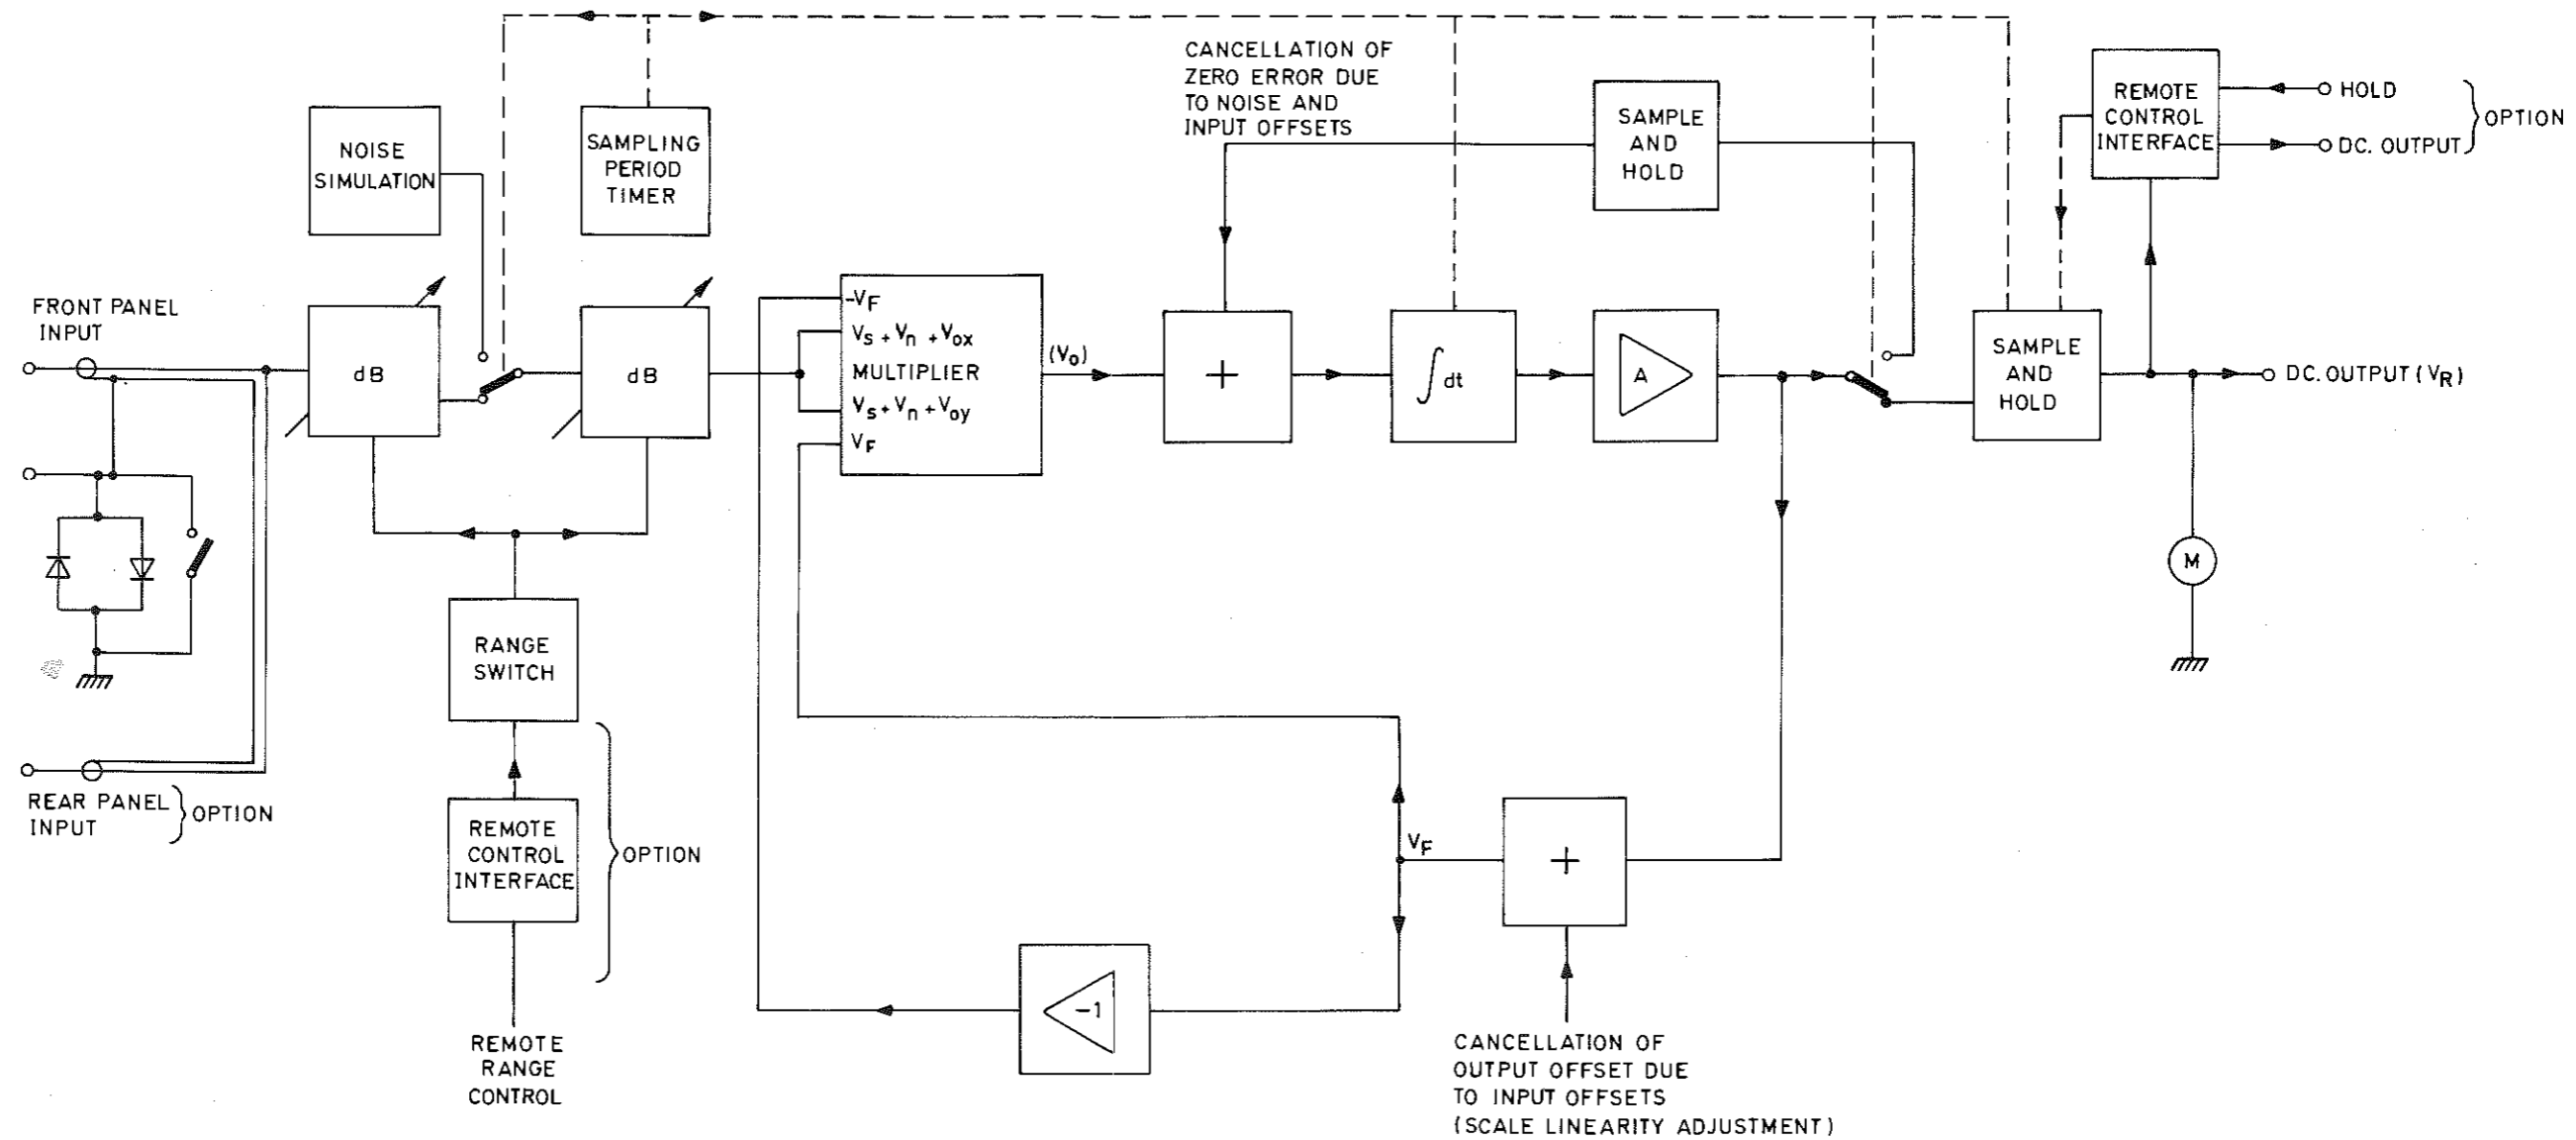 CANCELLATION OF
ZERO ERROR DUE
TO NOISE AND
INPUT OFFSETS
NOISE
SIMULATION
SAMPLING
PERIOD
TIMER
SAMPLE
AND
HOLD
REMOTE
CONTROL
INTERFACE
HOLD
DC. OUTPUT
OPTION
FRONT PANEL
INPUT
dB
dB
-VF
Vs + Vn + Vox
MULTIPLIER
Vs + Vn + Voy
VF
(Vo)
+
∫dt
A
SAMPLE
AND
HOLD
DC. OUTPUT (VR)
M
RANGE
SWITCH
REAR PANEL
INPUT
OPTION
REMOTE
CONTROL
INTERFACE
OPTION
REMOTE
RANGE
CONTROL
VF
+
-1
CANCELLATION OF
OUTPUT OFFSET DUE
TO INPUT OFFSETS
(SCALE LINEARITY ADJUSTMENT)